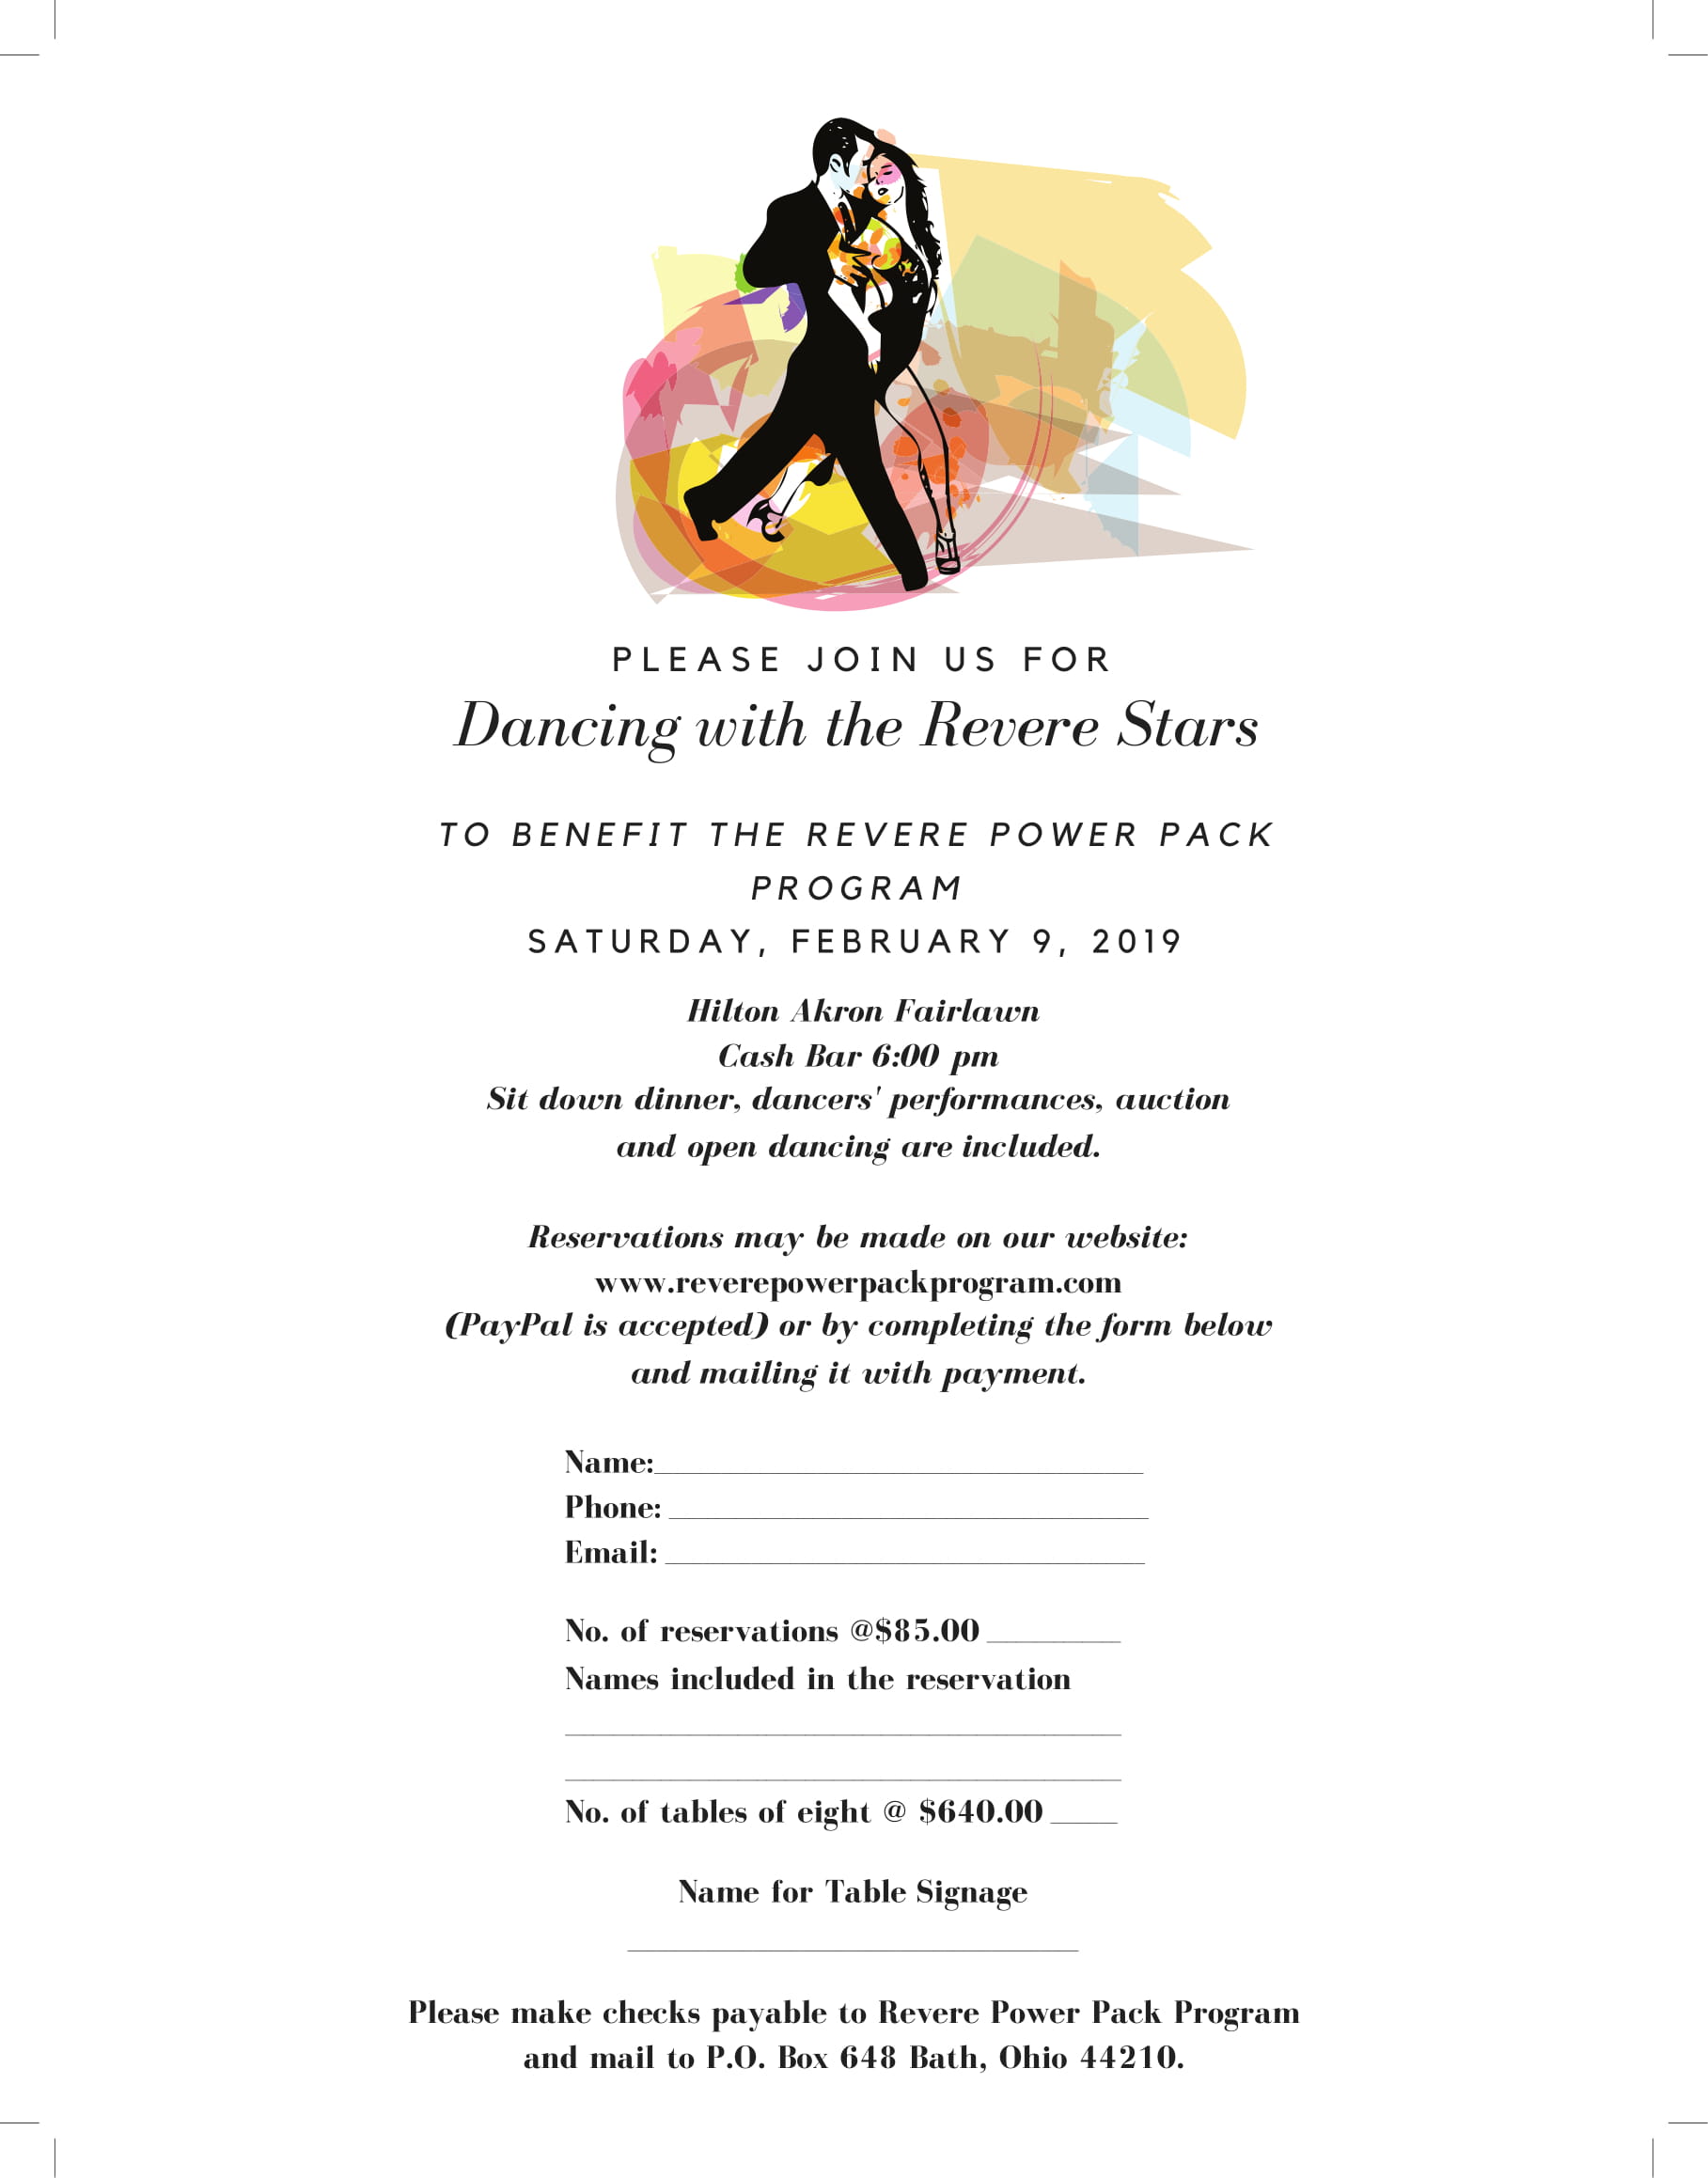 PLEASE JOIN US FOR
Dancing with the Revere Stars
TO BENEFIT THE REVERE POWER PACK
PROGRAM
SATURDAY, FEBRUARY 9, 2019
Hilton Akron Fairlawn
Cash Bar 6:00 pm
Sit down dinner, dancers' performances, auction
and open dancing are included.
Reservations may be made on our website:
www.reverepowerpackprogram.com
(PayPal is accepted) or by completing the form below
and mailing it with payment.
Name:______________________________
Phone: ______________________________
Email: ______________________________
No. of reservations @$85.00 ________
Names included in the reservation
__________________________________
__________________________________
No. of tables of eight @ $640.00 ____
Name for Table Signage
____________________________
Please make checks payable to Revere Power Pack Program
and mail to P.O. Box 648 Bath, Ohio 44210.